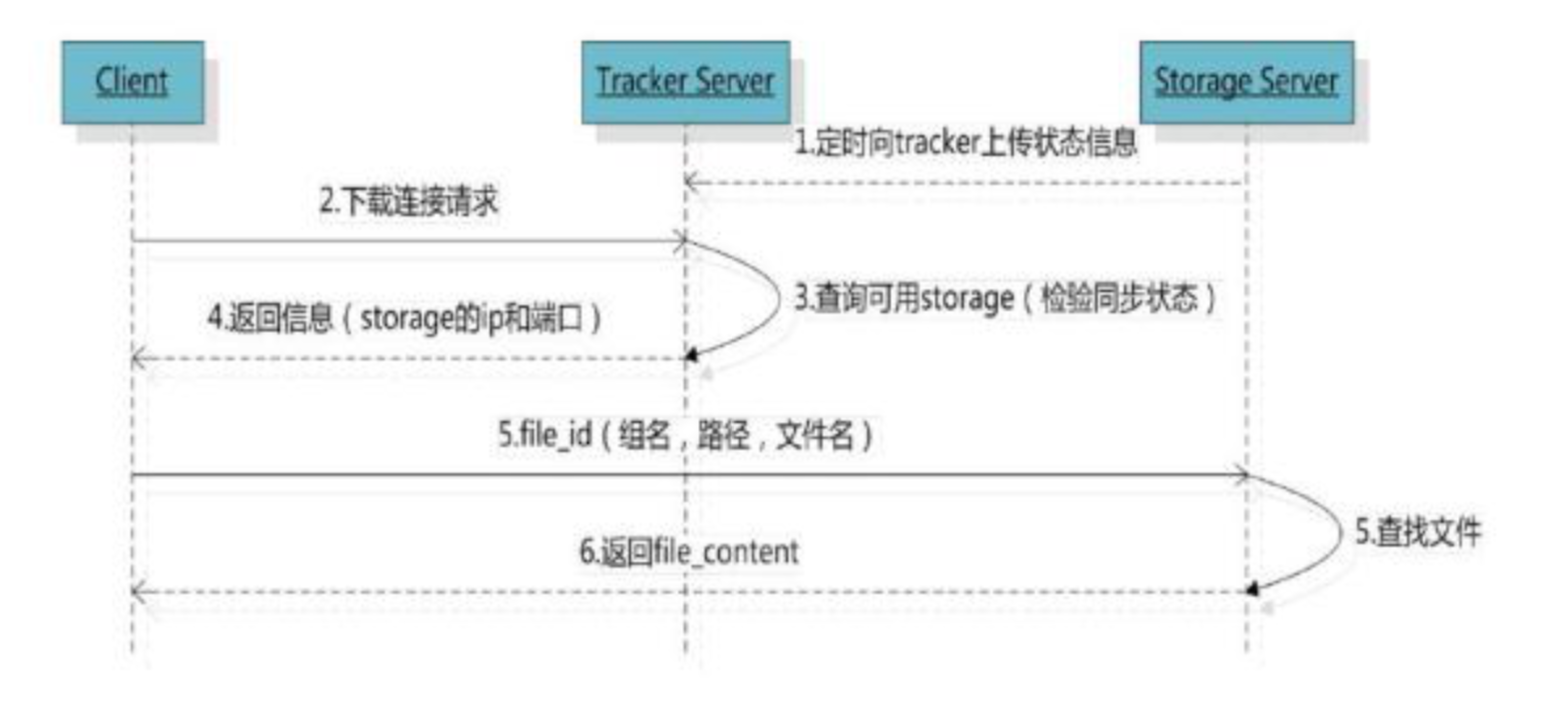 Client
Tracker Server
Storage Server
1.定时向tracker上传状态信息
2.下载连接请求
3.查询可用storage（检验同步状态）
4.返回信息（storage的ip和端口）
5.file_id（组名，路径，文件名）
5.查找文件
6.返回file_content